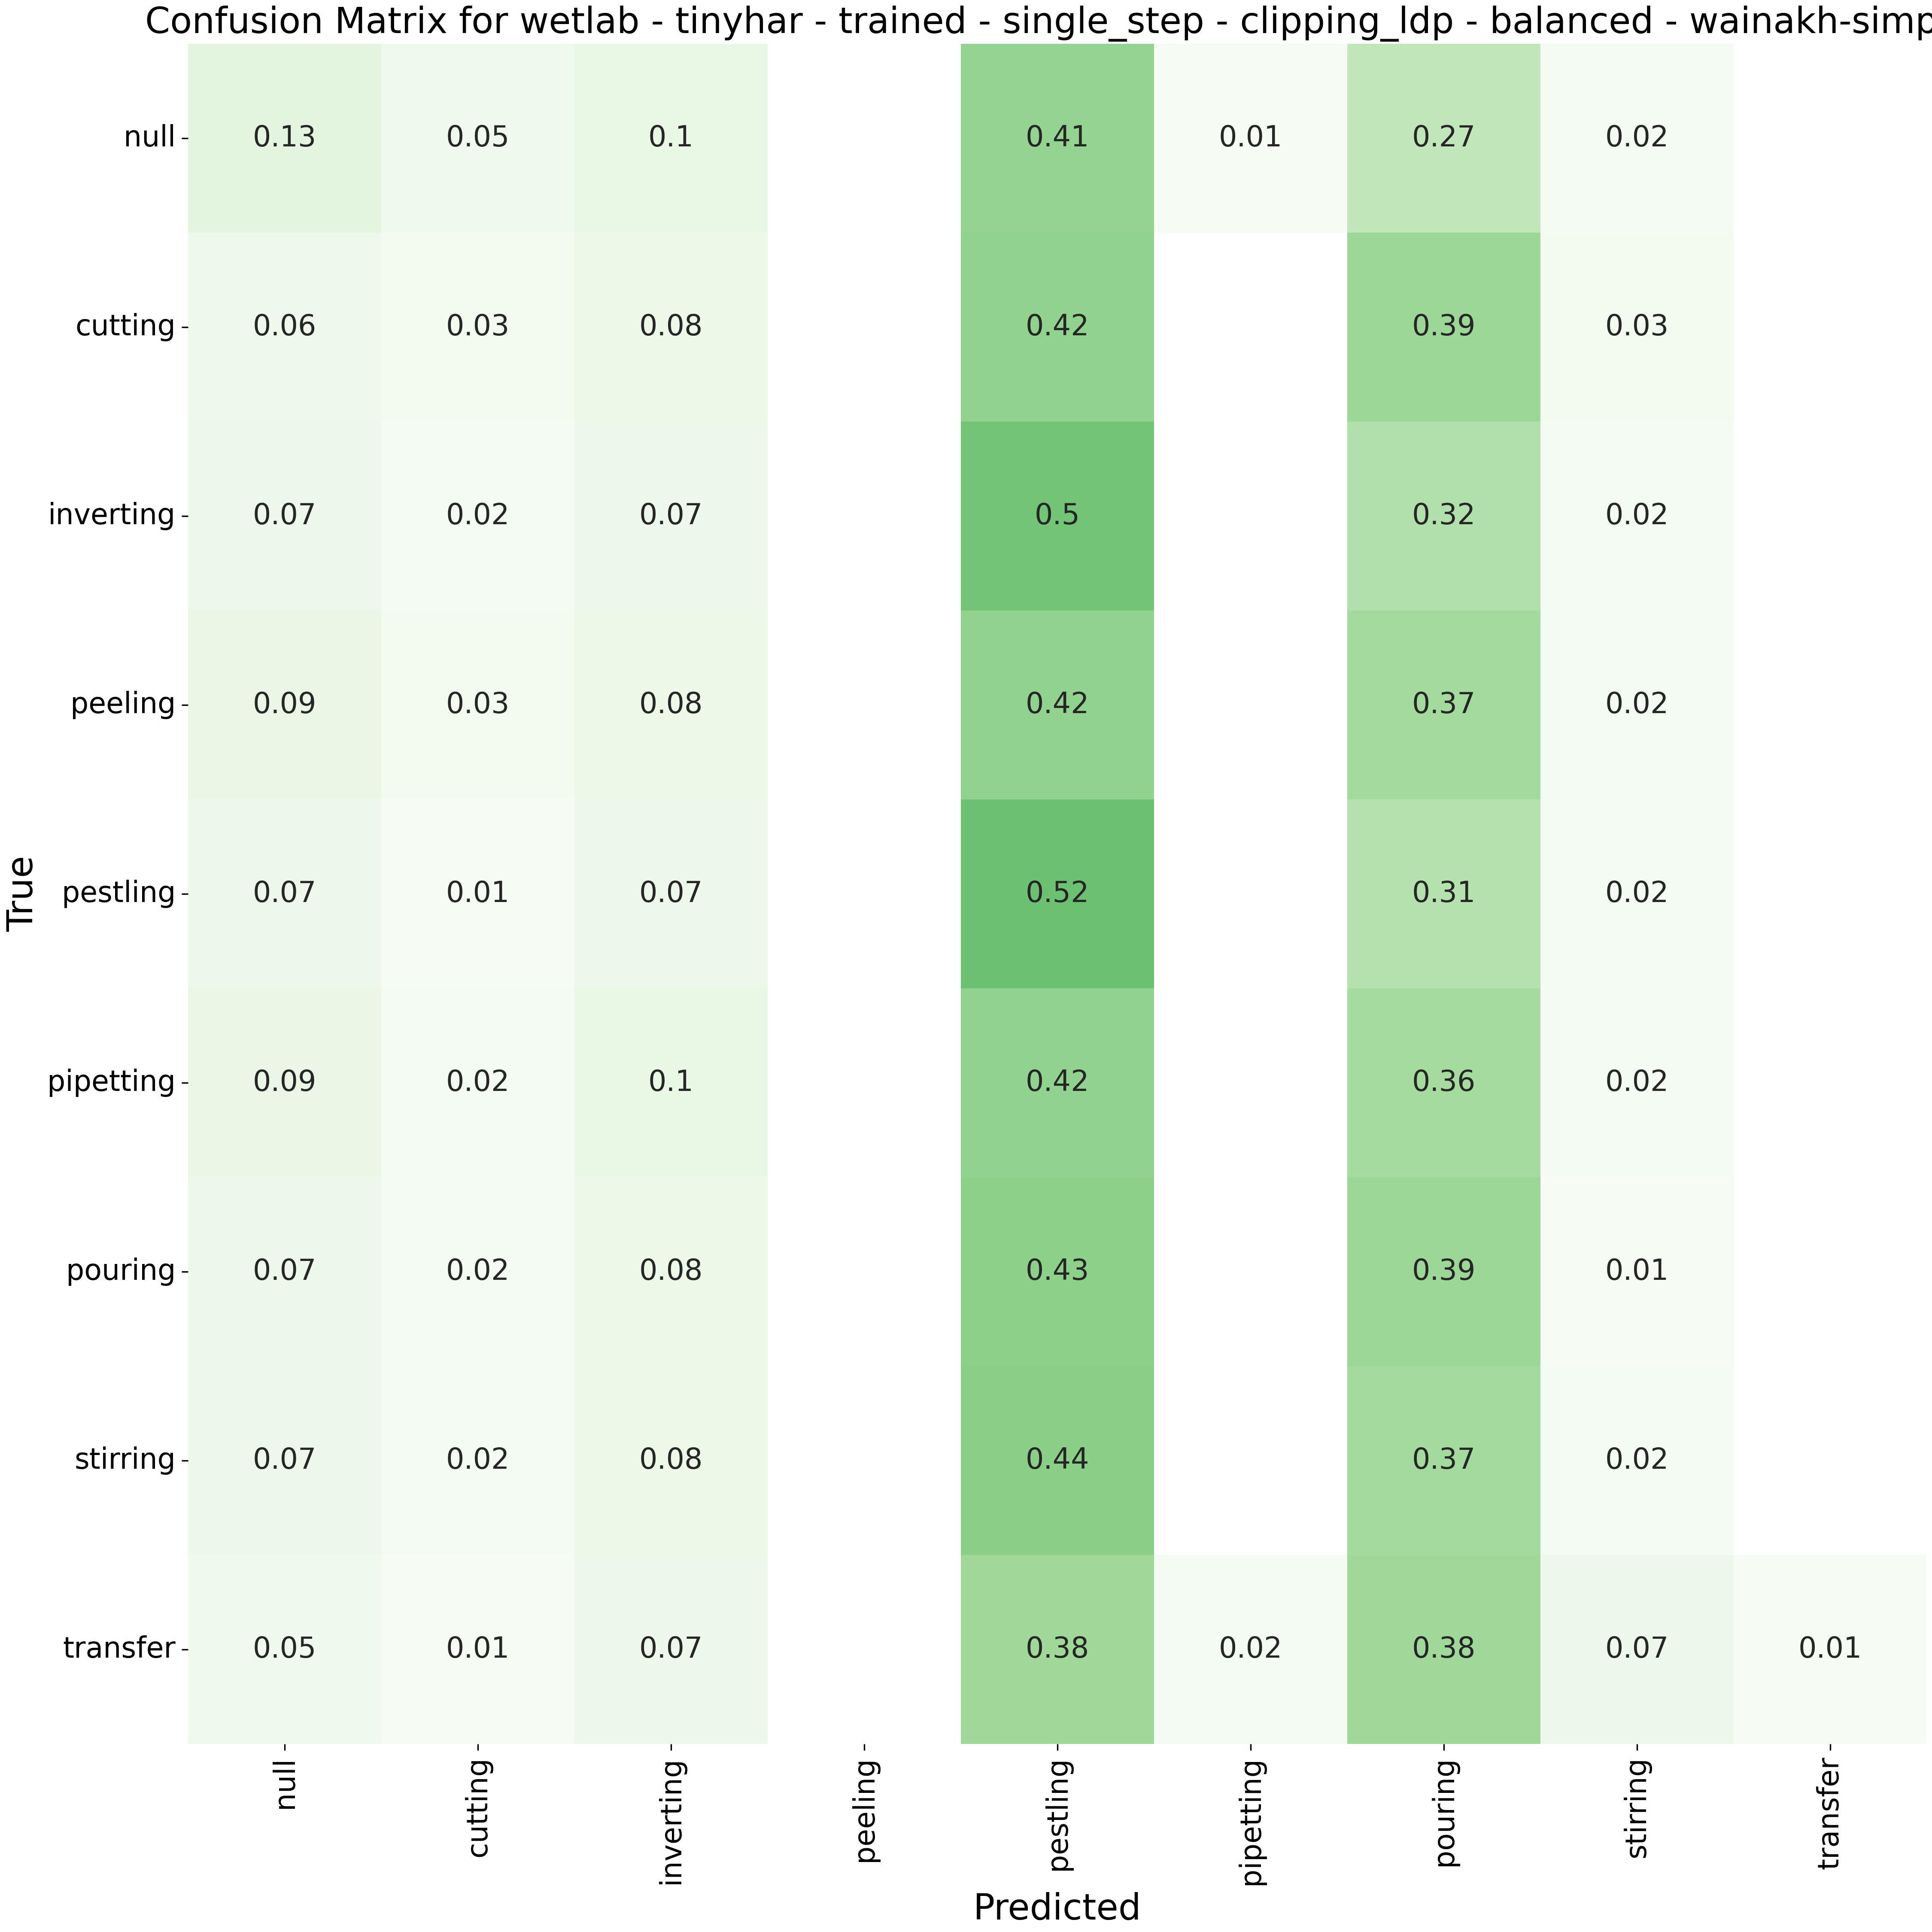 Confusion Matrix for wetlab - tinyhar - trained - single_step - clipping_ldp - balanced - wainakh-simp
null 0.13 0.05 0.1 0.41 0.01 0.27 0.02
cutting 0.06 0.03 0.08 0.42 0.39 0.03
inverting 0.07 0.02 0.07 0.5 0.32 0.02
peeling 0.09 0.03 0.08 0.42 0.37 0.02
pestling 0.07 0.01 0.07 0.52 0.31 0.02
pipetting 0.09 0.02 0.1 0.42 0.36 0.02
pouring 0.07 0.02 0.08 0.43 0.39 0.01
stirring 0.07 0.02 0.08 0.44 0.37 0.02
transfer 0.05 0.01 0.07 0.38 0.02 0.38 0.07 0.01
True
null cutting inverting peeling pestling pipetting pouring stirring transfer
Predicted